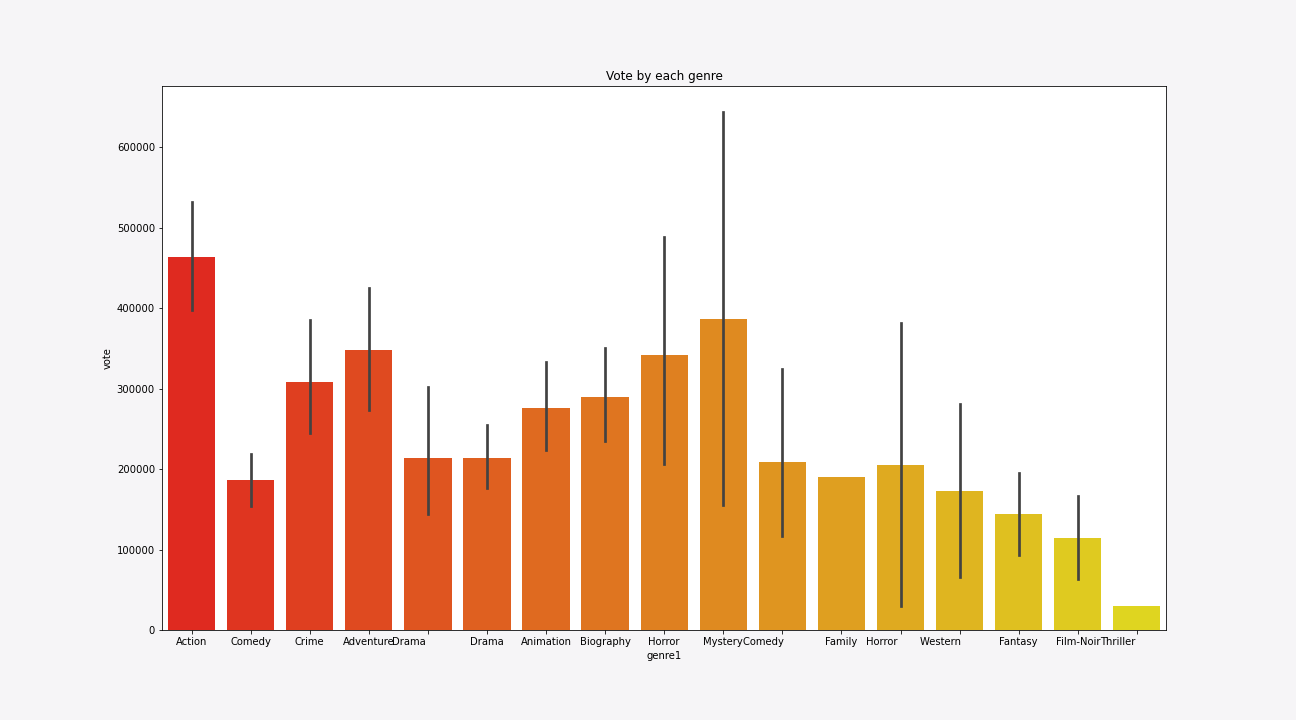 Vote by each genre
600000
500000
400000
300000
200000
100000
0
vote
Action Comedy Crime Adventure Drama Drama Animation Biography Horror Mystery Comedy Family Horror Western Fantasy Film-Noir Thriller
genre1